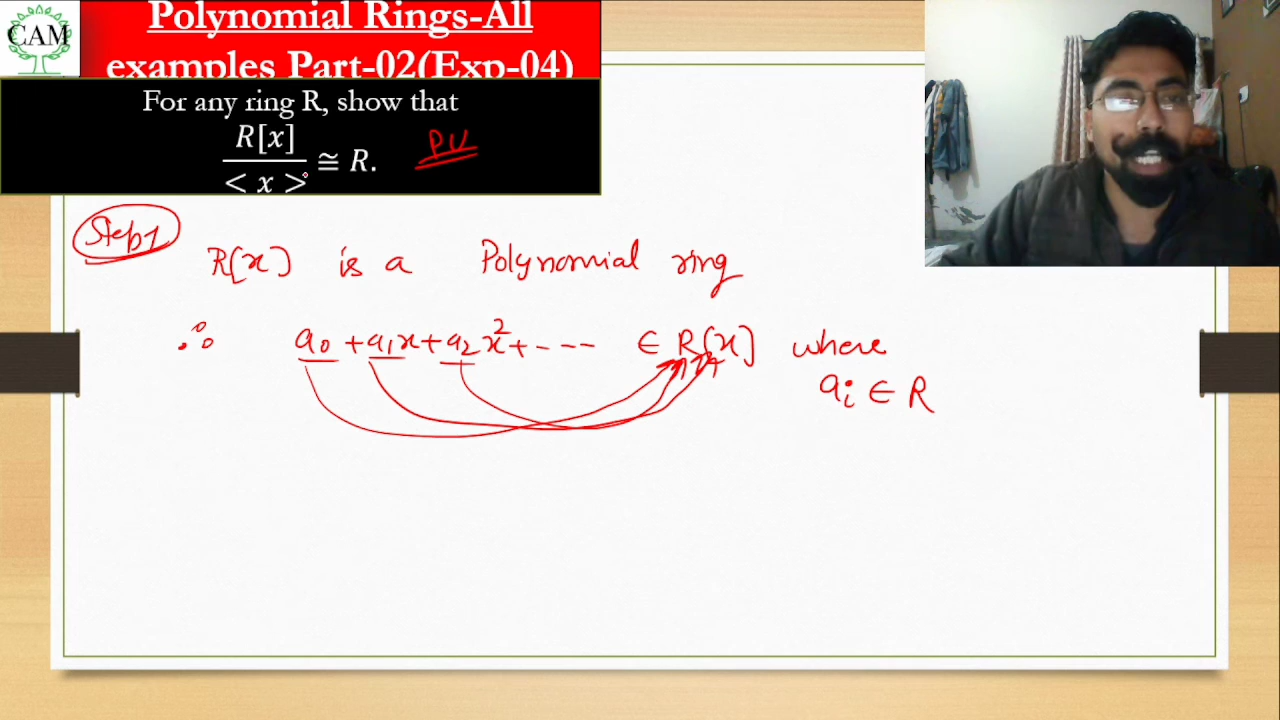 CAM
Polynomial Rings-All
examples Part-02(Exp-04)
For any ring R, show that
R[x]
< x > ≅ R. PU
Step1
R[x] is a Polynomial ring
∴ a₀ + a₁x + a₂x² + - - - ∈ R[x] where
aᵢ ∈ R